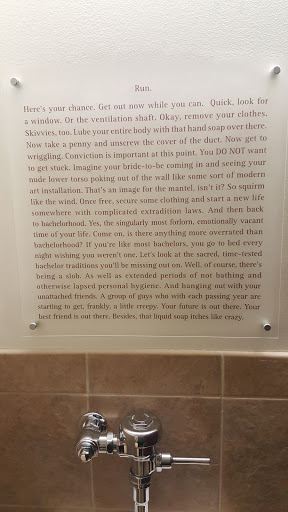 Run.
Here's your chance. Get out now while you can. Quick, look for
a window. Or the ventilation shaft. Okay, remove your clothes.
Skivvies, too. Lube your entire body with that hand soap over there.
Now take a penny and unscrew the cover of the duct. Now get to
wriggling. Conviction is important at this point. You DO NOT want
to get stuck. Imagine your bride-to-be coming in and seeing your
nude lower torso poking out of the wall like some sort of modern
art installation. That's an image for the mantel, isn't it? So squirm
like the wind. Once free, secure some clothing and start a new life
somewhere with complicated extradition laws. And then back
to bachelorhood. Yes, the singularly most forlorn, emotionally vacant
time of your life. Come on, is there anything more overrated than
bachelorhood? If you're like most bachelors, you go to bed every
night wishing you weren't one. Let's look at the sacred, time-tested
bachelor traditions you'll be missing out on. Well, of course, there's
being a slob. As well as extended periods of not bathing and
otherwise lapsed personal hygiene. And hanging out with your
unattached friends. A group of guys who with each passing year are
starting to get, frankly, a little creepy. Your future is out there. Your
best friend is out there. Besides, that liquid soap itches like crazy.